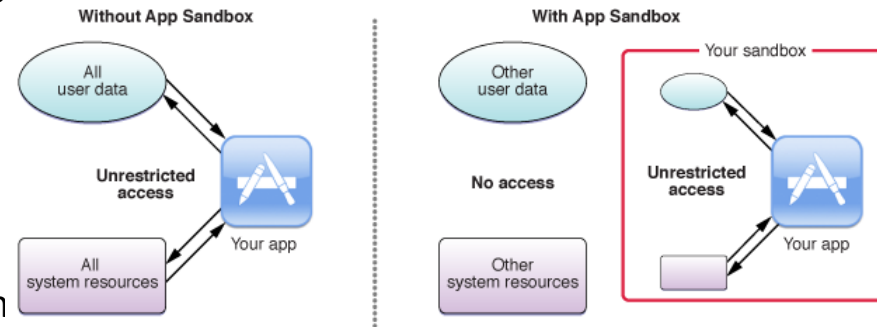 Without App Sandbox
All
user data
Unrestricted
access
Your app
All
system resources
With App Sandbox
Other
user data
No access
Other
system resources
Your sandbox
Unrestricted
access
Your app